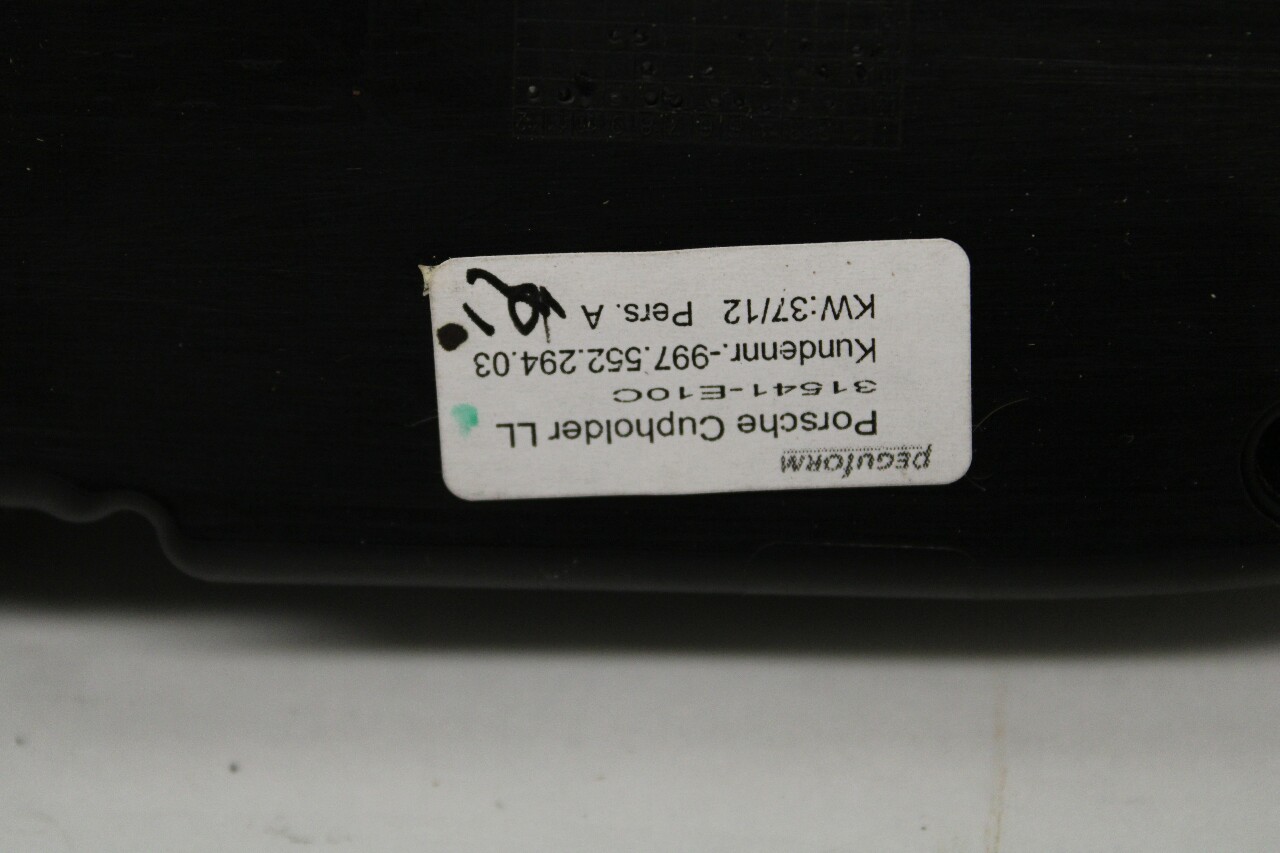 peguform
Porsche Cupholder LL
31541-E10C
Kundennr.-997.552.294.03
KW:37/12 Pers. A